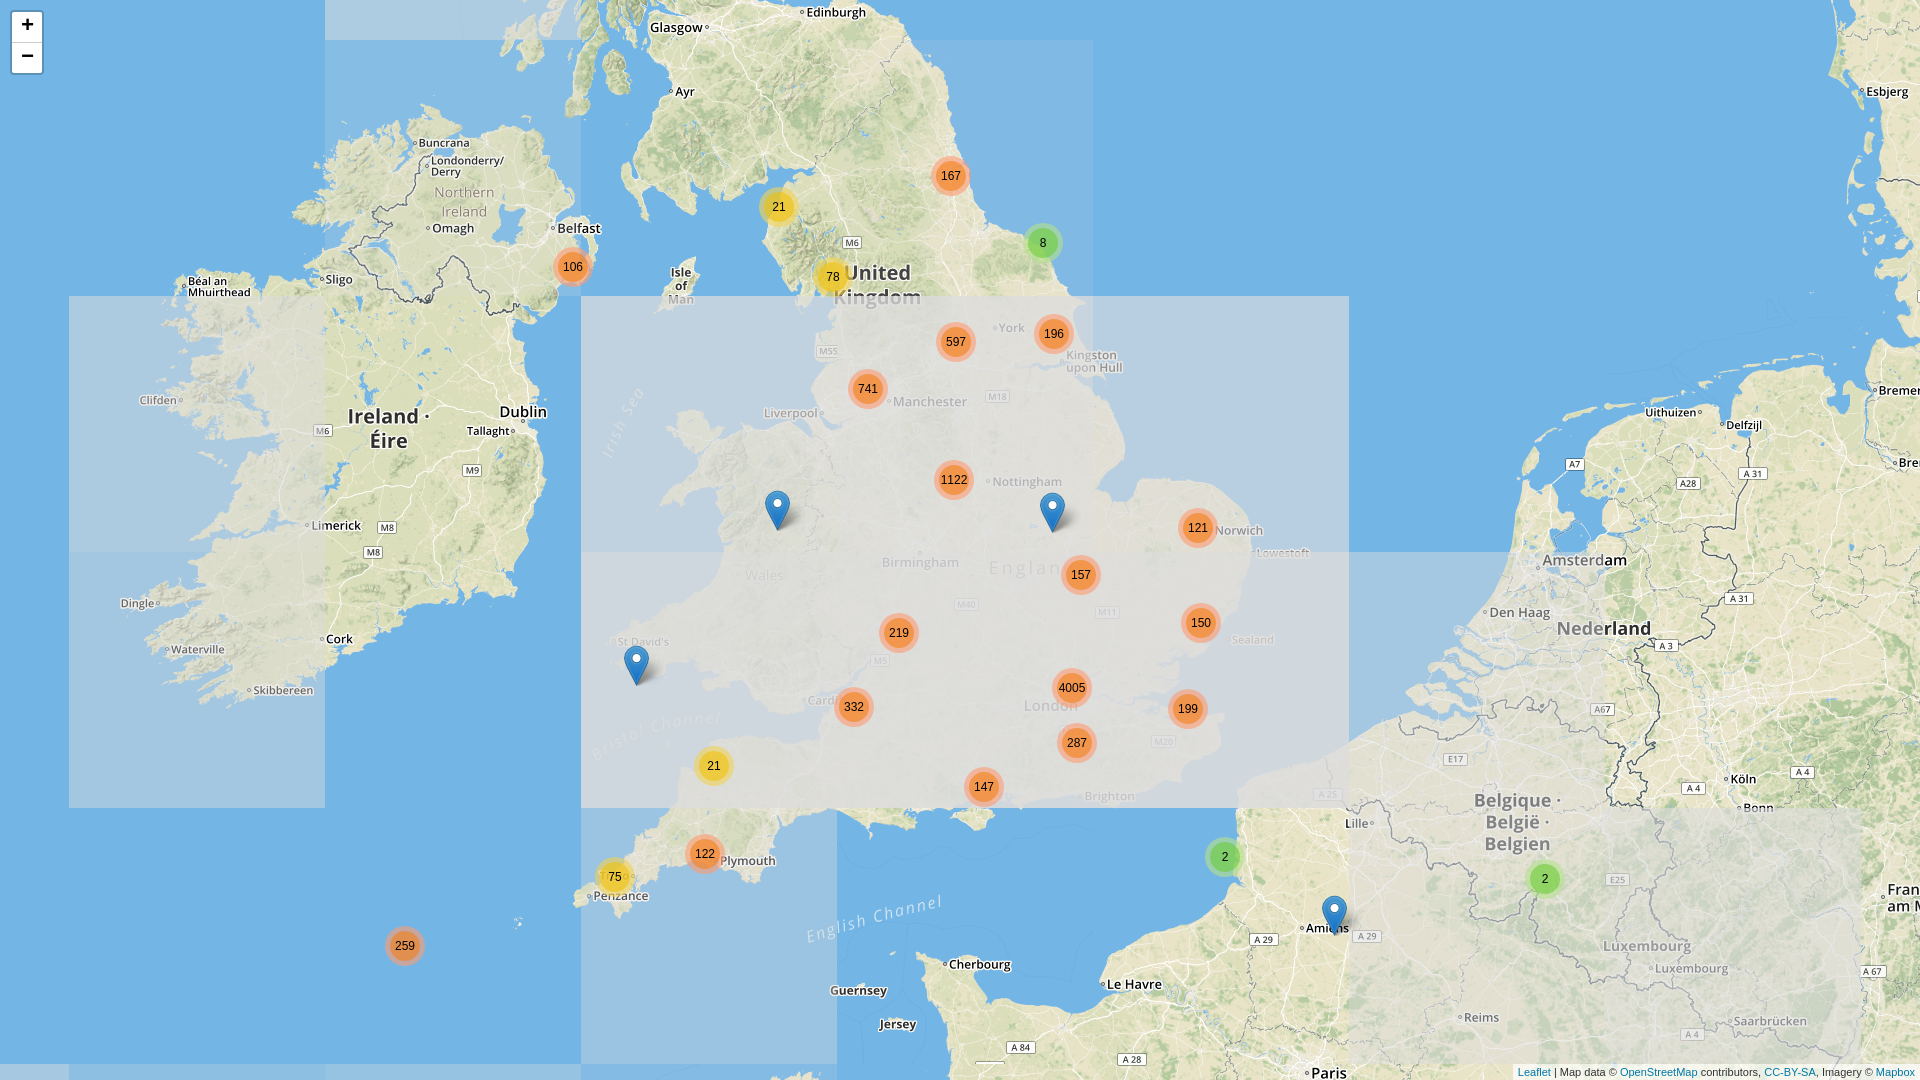 +
−
Glasgow
Edinburgh
Ayr
Esbjerg
Buncrana
Londonderry/
Derry
Northern
Ireland
Omagh
Belfast
167
21
8
M6
106
78
United
Kingdom
Isle
of
Man
Sligo
Béal an
Mhuirthead
597
York
196
M55
Kingston
upon Hull
741
Manchester
M18
Liverpool
Irish Sea
Clifden
Ireland ·
Éire
M6
Dublin
Tallaght
M9
Bremer
Uithuizen
Delfzijl
A7
A 31
A28
Bre
1122
Nottingham
Limerick
M8
M8
121
Norwich
Lowestoft
Birmingham
Wales
157
Amsterdam
Dingle
M40
M11
A 31
Den Haag
Nederland
219
150
Sealand
Cork
Waterville
St David's
M5
A 3
Skibbereen
4005
London
Cardi
332
199
A67
Bristol Channel
287
M20
E17
21
147
Brighton
A 25
Köln
A 4
A 4
Bonn
Belgique ·
België ·
Belgien
Lille
122
Plymouth
75
Penzance
2
2
E25
Fran
am M
English Channel
Amiens
A 29
A 29
259
Luxembourg
Luxembourg
A 67
Cherbourg
Le Havre
Guernsey
Jersey
Reims
Saarbrücken
A 4
A 84
A 28
Paris
Leaflet | Map data © OpenStreetMap contributors, CC-BY-SA, Imagery © Mapbox